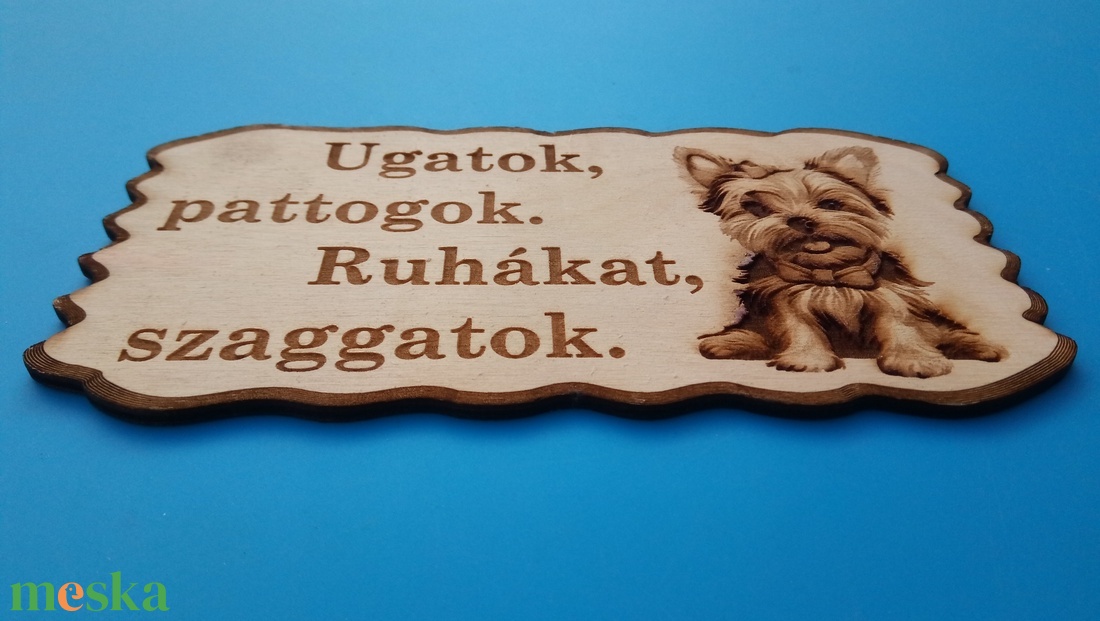 Ugatok,
pattogok.
Ruhákat,
szaggatok.
meska